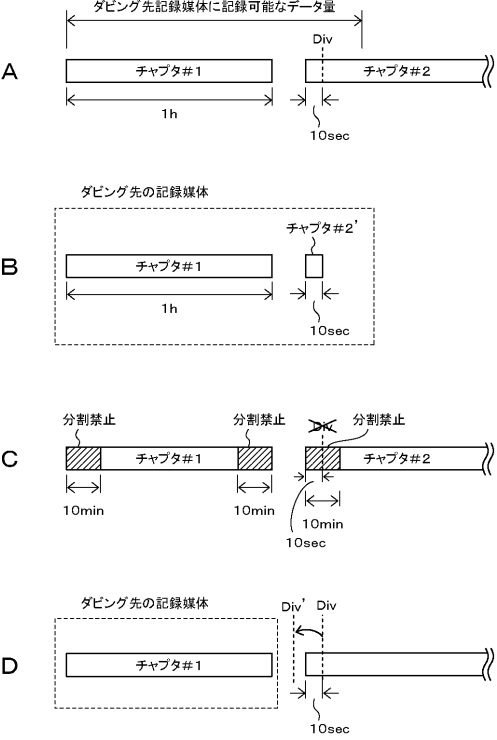 ダビング先記録媒体に記録可能なデータ量
Div
A
チャプタ#1
チャプタ#2
1h
10sec
ダビング先の記録媒体
チャプタ#2'
B
チャプタ#1
1h
10sec
分割禁止
分割禁止
Div
分割禁止
C
チャプタ#1
チャプタ#2
10min
10min
10min
10sec
ダビング先の記録媒体
Div'
Div
D
チャプタ#1
10sec